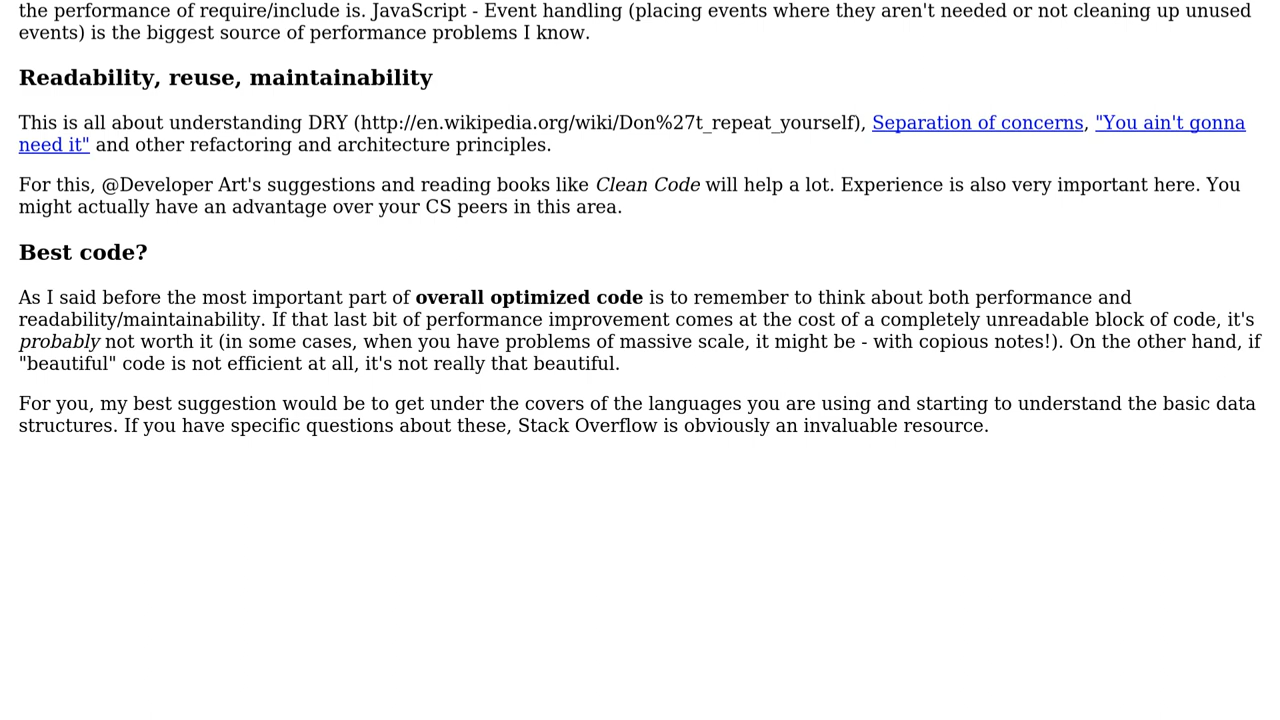 the performance of require/include is. JavaScript - Event handling (placing events where they aren't needed or not cleaning up unused
events) is the biggest source of performance problems I know.
Readability, reuse, maintainability
This is all about understanding DRY (http://en.wikipedia.org/wiki/Don%27t_repeat_yourself), Separation of concerns, "You ain't gonna
need it" and other refactoring and architecture principles.
For this, @Developer Art's suggestions and reading books like Clean Code will help a lot. Experience is also very important here. You
might actually have an advantage over your CS peers in this area.
Best code?
As I said before the most important part of overall optimized code is to remember to think about both performance and
readability/maintainability. If that last bit of performance improvement comes at the cost of a completely unreadable block of code, it's
probably not worth it (in some cases, when you have problems of massive scale, it might be - with copious notes!). On the other hand, if
"beautiful" code is not efficient at all, it's not really that beautiful.
For you, my best suggestion would be to get under the covers of the languages you are using and starting to understand the basic data
structures. If you have specific questions about these, Stack Overflow is obviously an invaluable resource.